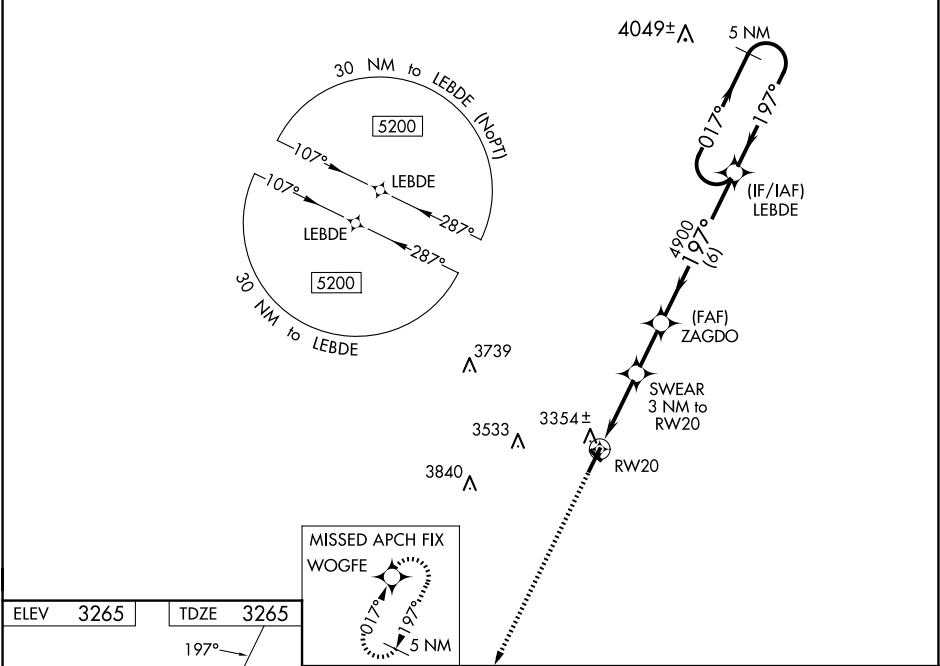 4049±
5 NM
30 NM to LEBDE (NoPT)
5200
107°
LEBDE
287°
107°
LEBDE
287°
5200
30 NM to LEBDE
017°
197°
(IF/IAF)
LEBDE
4900
197°
(6)
(FAF)
ZAGDO
SWEAR
3 NM to
RW20
3739
3533
3354±
3840
RW20
MISSED APCH FIX
WOGFE
017°
197°
5 NM
ELEV 3265
TDZE 3265
197°